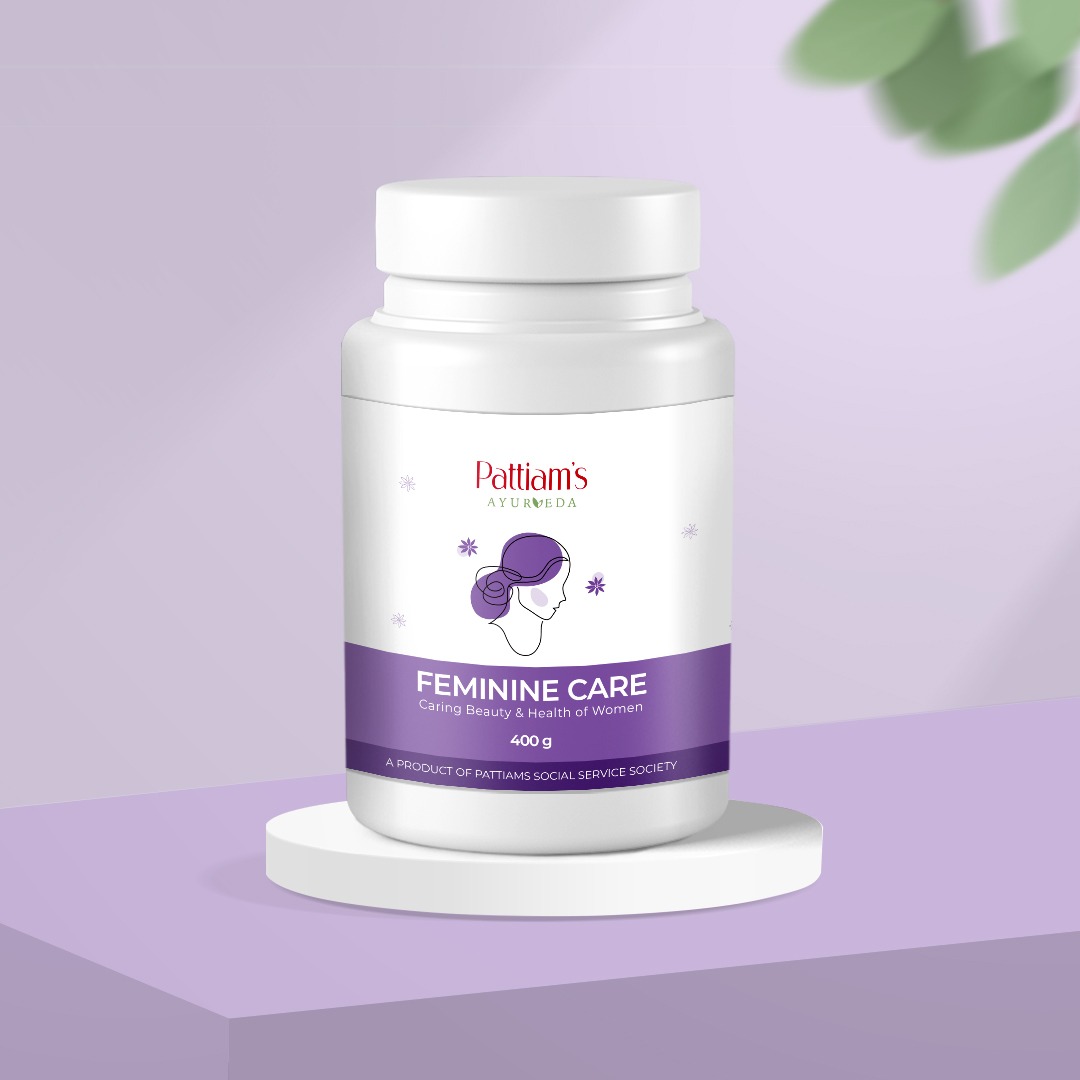 Pattiam's
AYURVEDA
FEMININE CARE
Caring Beauty & Health of Women
400 g
A PRODUCT OF PATTIAMS SOCIAL SERVICE SOCIETY